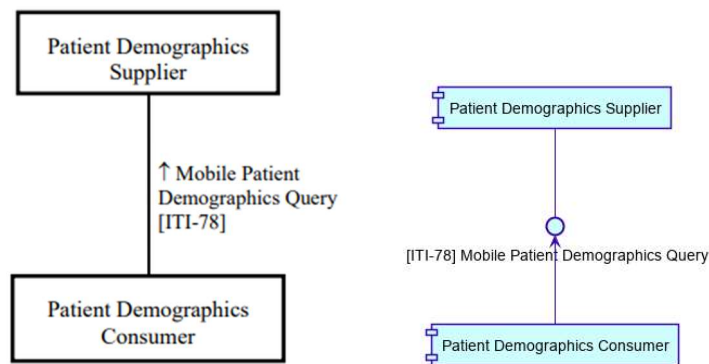 Patient Demographics
Supplier
↑ Mobile Patient
Demographics Query
[ITI-78]
Patient Demographics
Consumer
Patient Demographics Supplier
[ITI-78] Mobile Patient Demographics Query
Patient Demographics Consumer